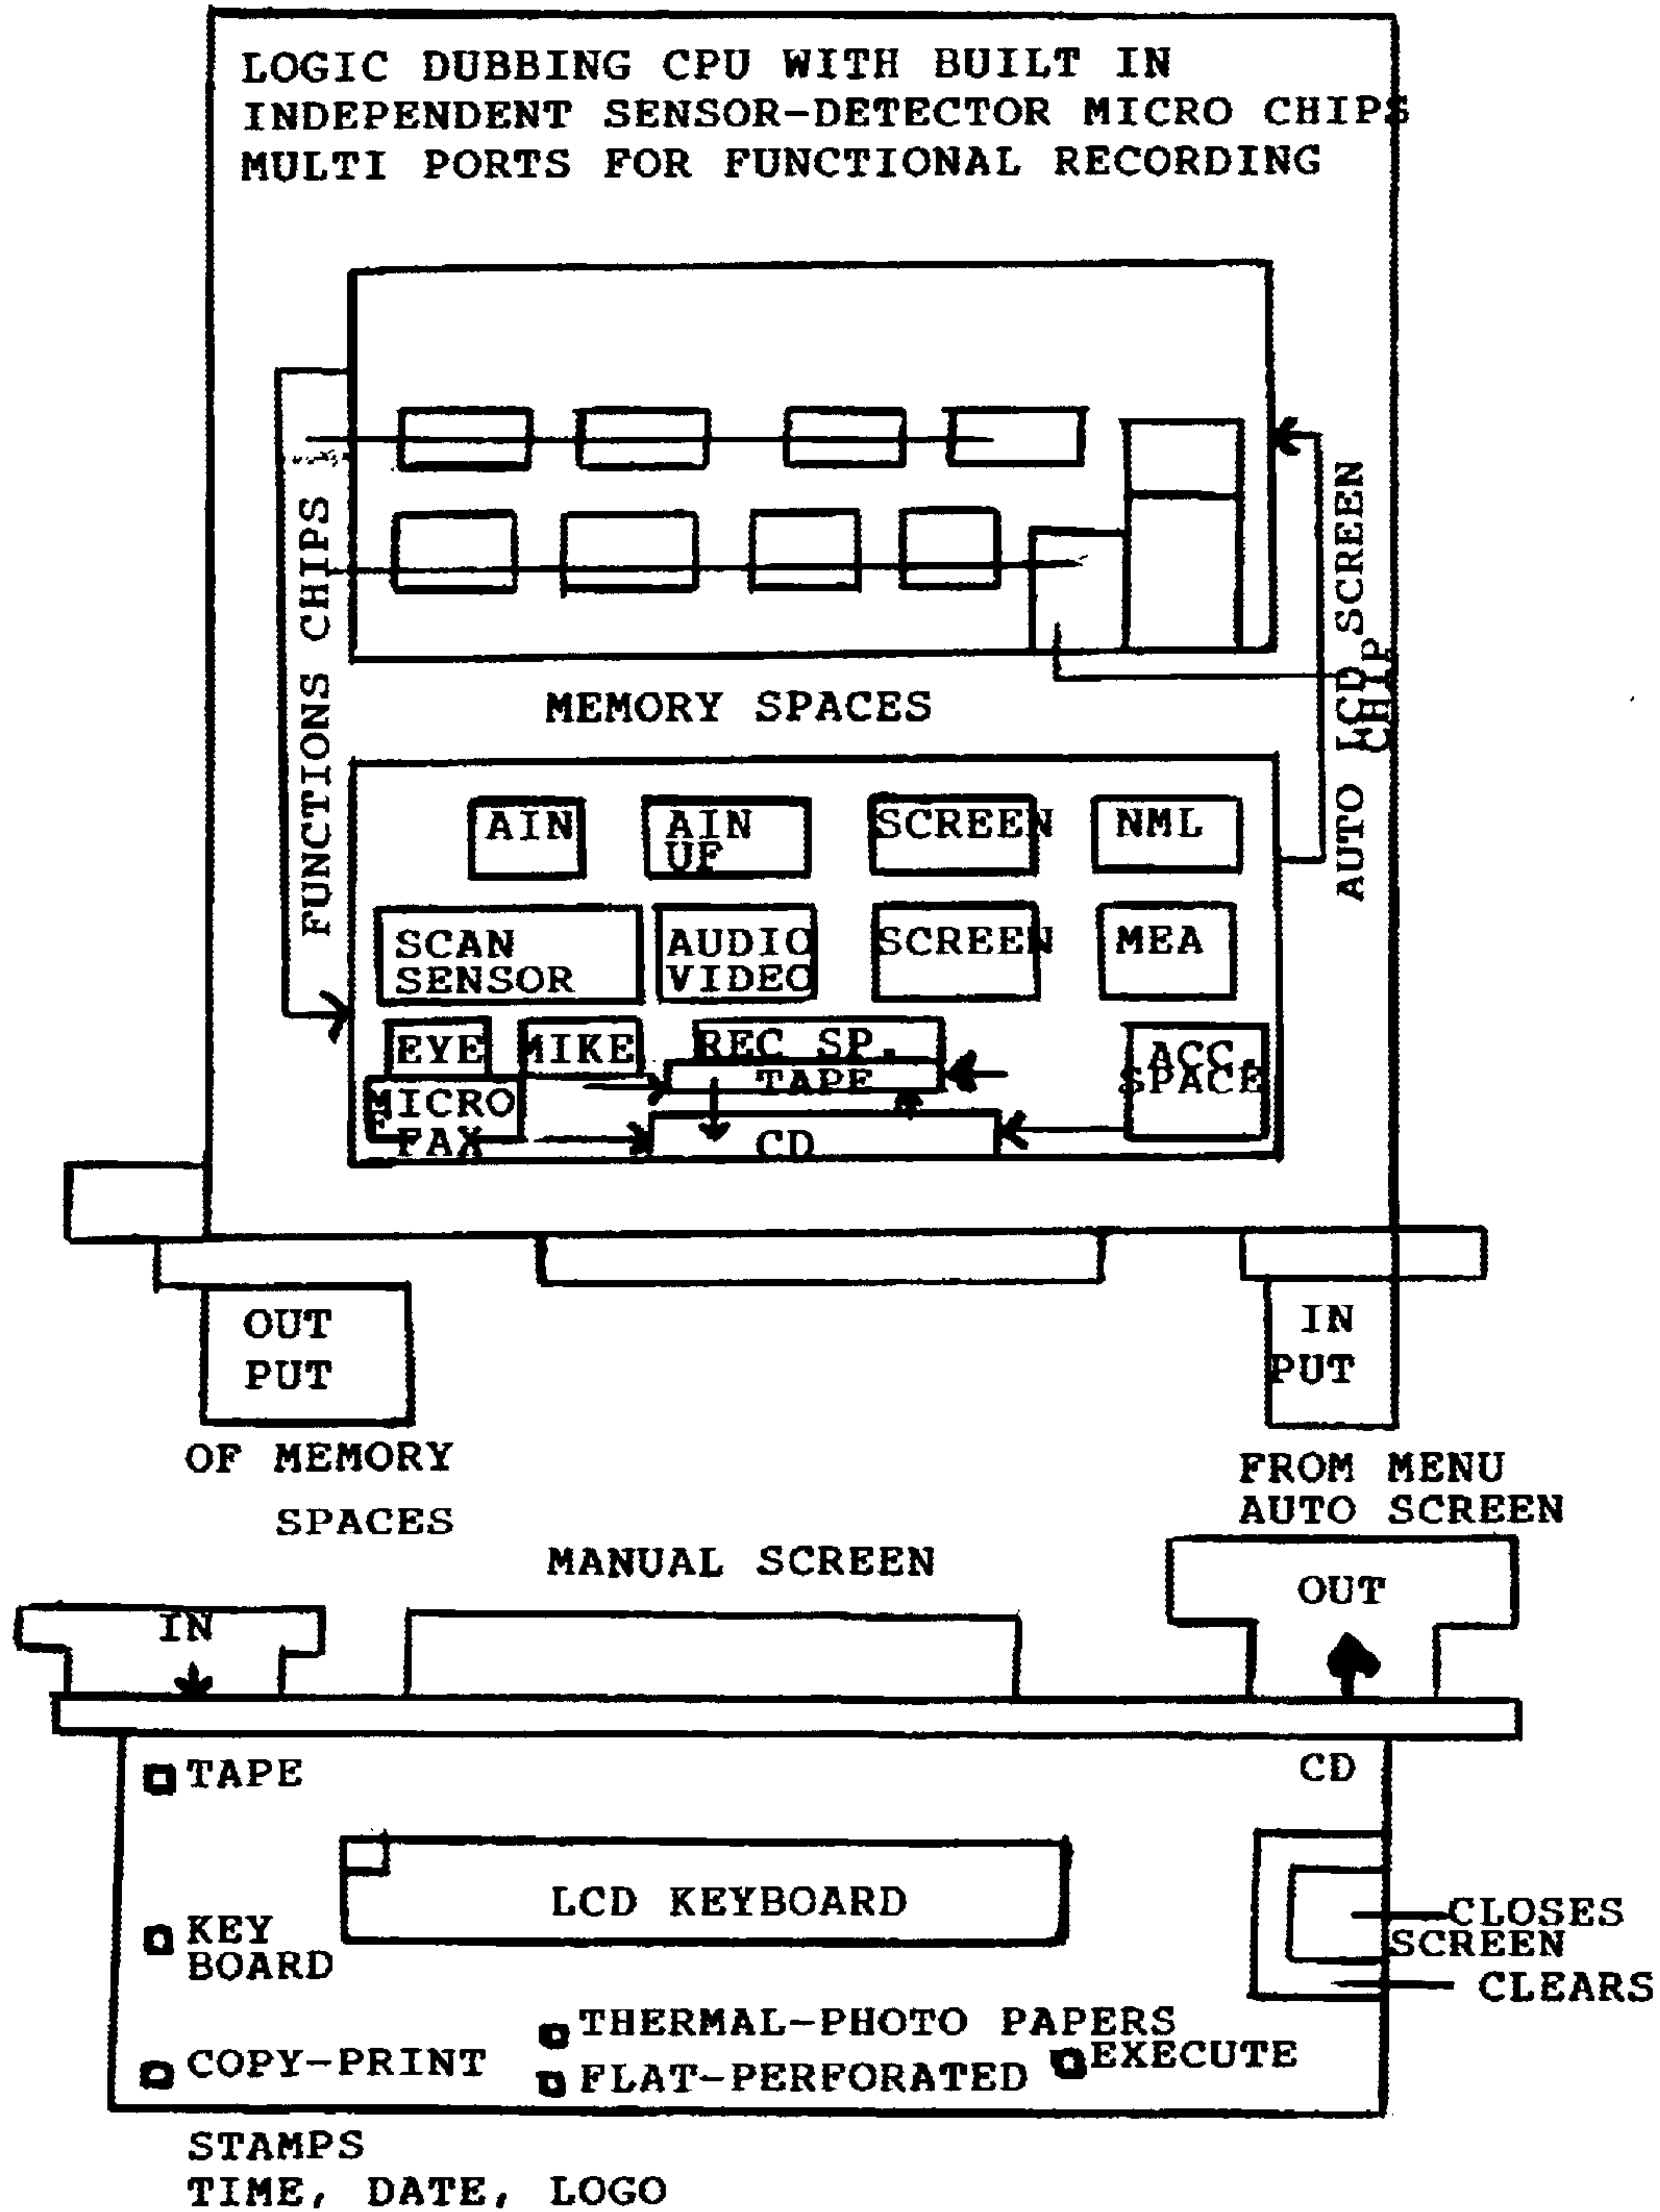 LOGIC DUBBING CPU WITH BUILT IN
INDEPENDENT SENSOR-DETECTOR MICRO CHIPS
MULTI PORTS FOR FUNCTIONAL RECORDING
FUNCTIONS CHIPS
AUTO LCD SCREEN
CHIP
MEMORY SPACES
AIN
AIN
UF
SCREEN
NML
SCAN
SENSOR
AUDIO
VIDEO
SCREEN
MEA
EYE
MIKE
REC SP.
TAPE
ACC.
SPACE
MICRO
FAX
CD
OUT
PUT
IN
PUT
OF MEMORY
SPACES
FROM MENU
AUTO SCREEN
MANUAL SCREEN
IN
OUT
TAPE
CD
LCD KEYBOARD
KEY
BOARD
CLOSES
SCREEN
CLEARS
THERMAL-PHOTO PAPERS
COPY-PRINT
EXECUTE
FLAT-PERFORATED
STAMPS
TIME, DATE, LOGO